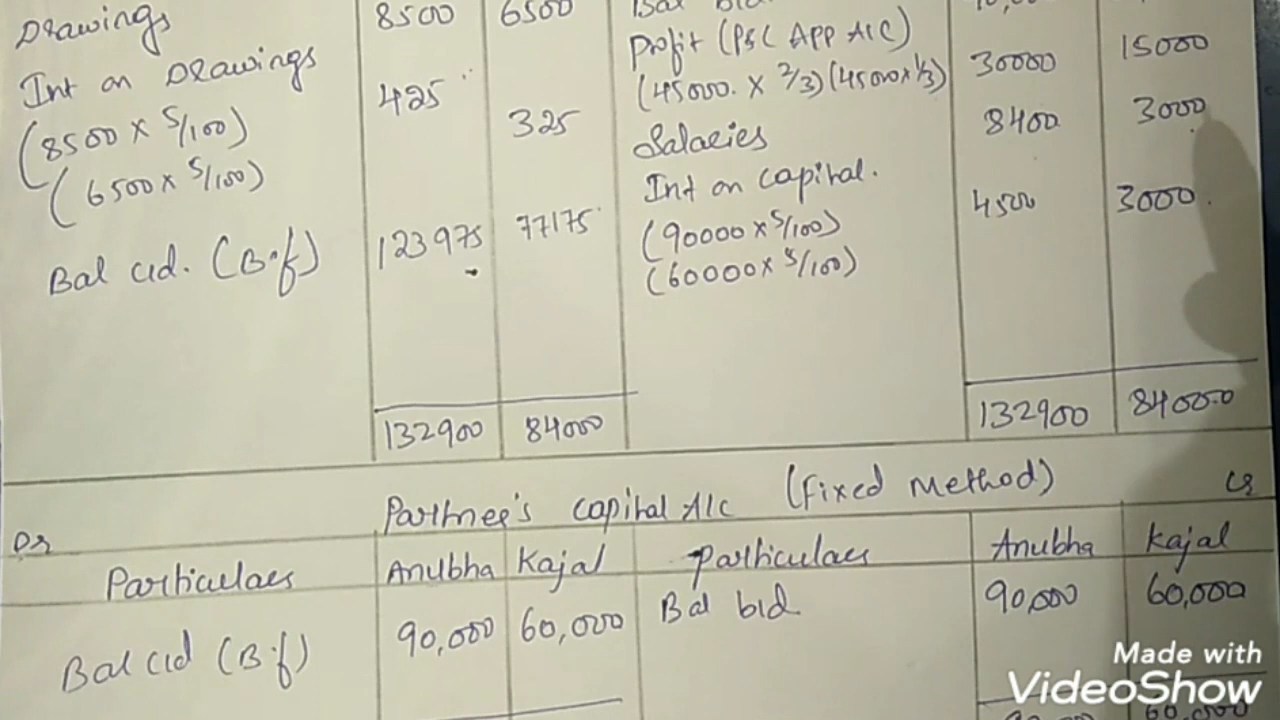 Drawings 8500 6500
Profit (P&L APP A/C) 30000 15000
Int on Drawings 425 (45000 x 2/3) (45000 x 1/3)
(8500 x 5/100) 325 Salaries 8400 3000
(6500 x 5/100) Int on capital. 4500 3000
Bal c/d. (B.f) 123975 77175 (90000 x 5/100)
(60000 x 5/100)
132900 84000 132900 84000
Partner's capital A/c (Fixed Method)
Dr Cr
Particulars Anubha Kajal Particulars Anubha Kajal
Bal c/d (B.f) 90,000 60,000 Bal b/d 90,000 60,000
Made with
VideoShow